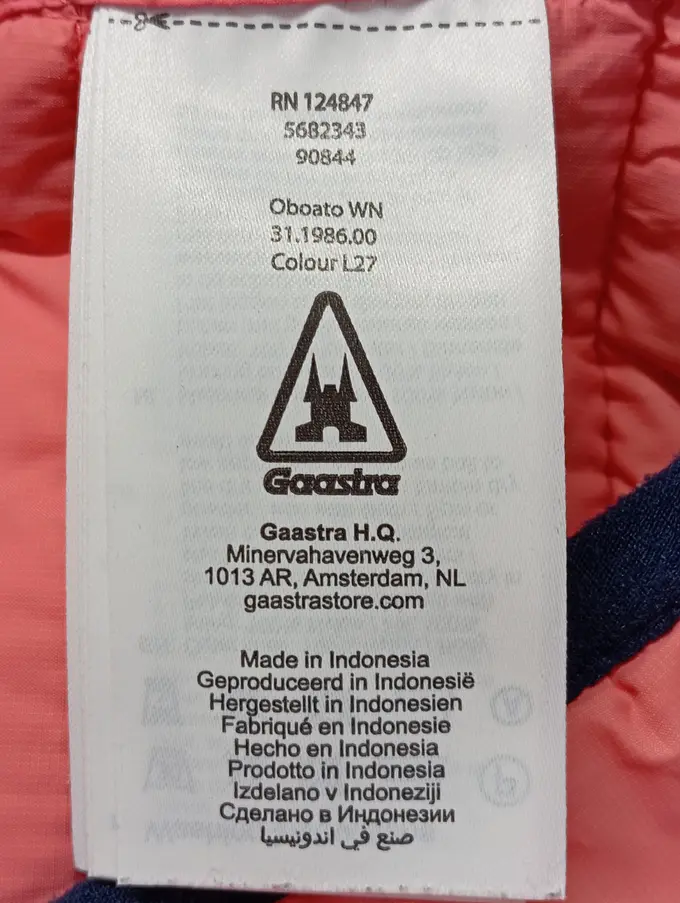 RN 124847
5682343
90844
Oboato WN
31.1986.00
Colour L27
Gaastra
Gaastra H.Q.
Minervahavenweg 3,
1013 AR, Amsterdam, NL
gaastrastore.com
Made in Indonesia
Geproduceerd in Indonesië
Hergestellt in Indonesien
Fabriqué en Indonesie
Hecho en Indonesia
Prodotto in Indonesia
Izdelano v Indoneziji
Сделано в Индонезии
صنع في اندونيسيا